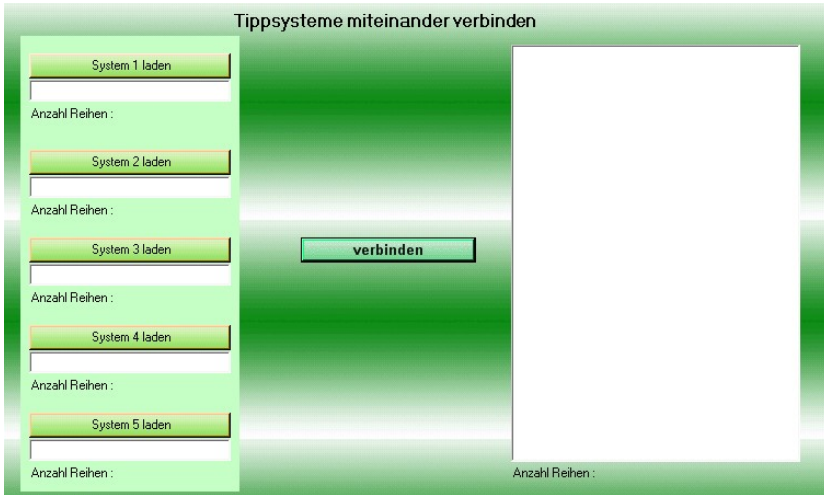 Tippsysteme miteinander verbinden
System 1 laden
Anzahl Reihen :
System 2 laden
Anzahl Reihen :
System 3 laden
Anzahl Reihen :
System 4 laden
Anzahl Reihen :
System 5 laden
Anzahl Reihen :
verbinden
Anzahl Reihen :